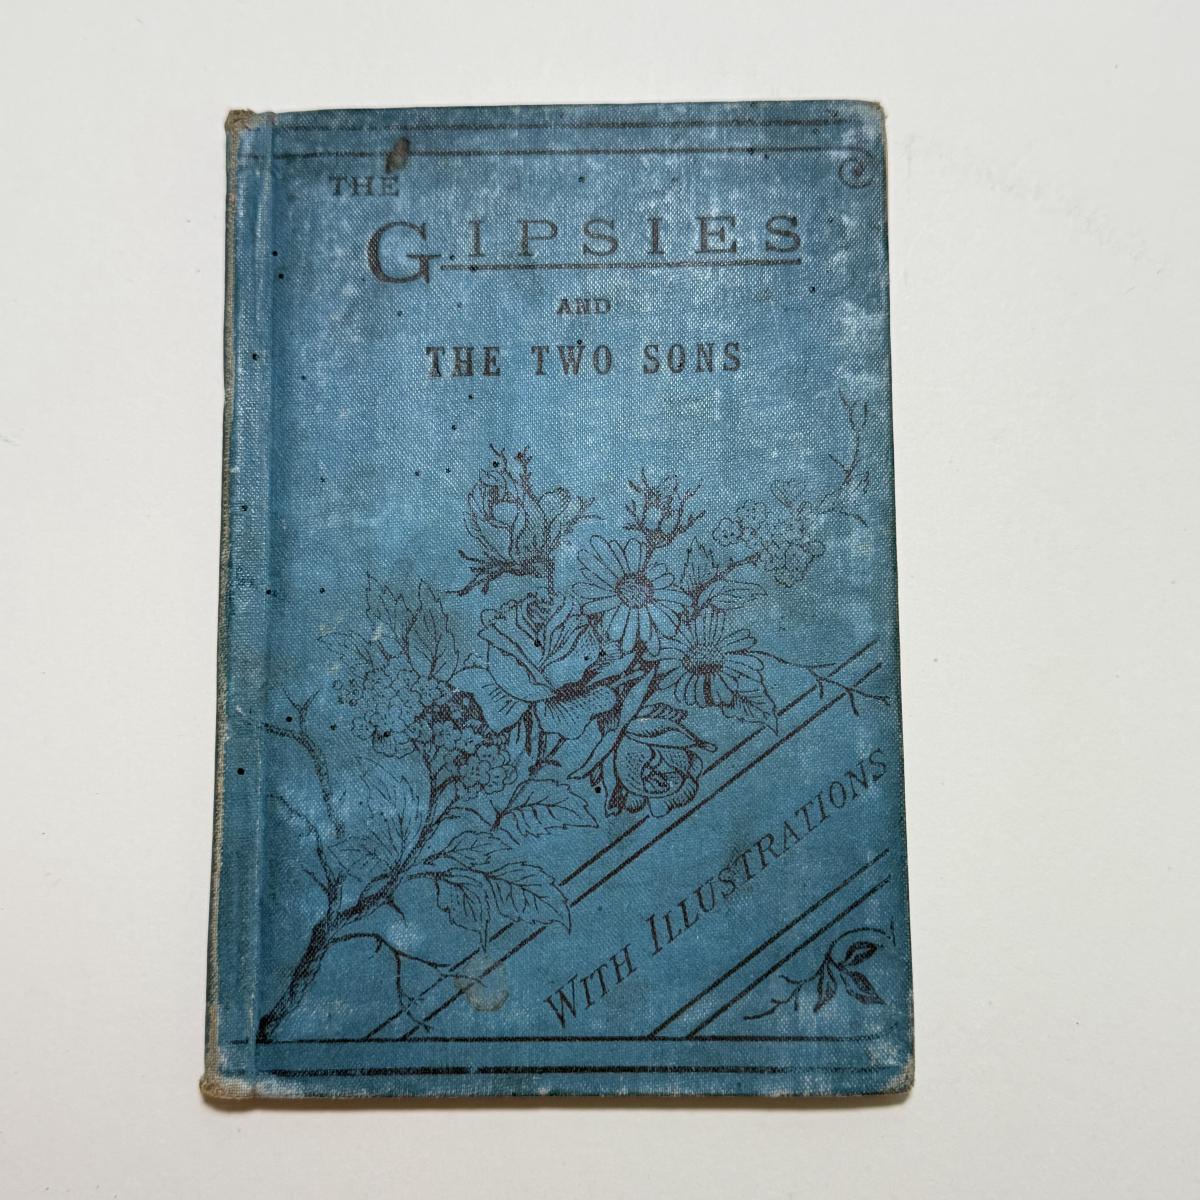 THE
GIPSIES
AND
THE TWO SONS
WITH ILLUSTRATIONS